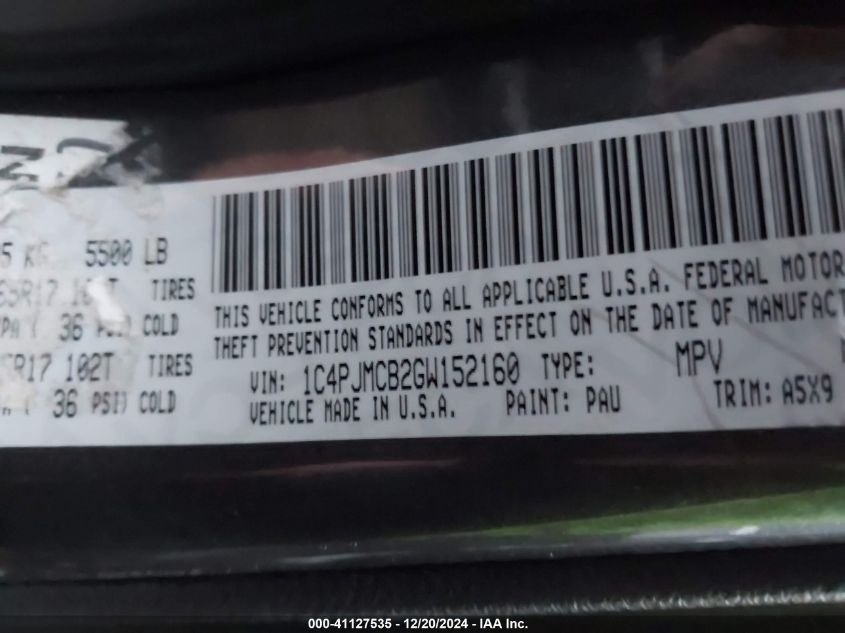 5500 LB
TIRES
36 PSI) COLD
102T TIRES
36 PSI) COLD
THIS VEHICLE CONFORMS TO ALL APPLICABLE U.S.A. FEDERAL MOTOR
THEFT PREVENTION STANDARDS IN EFFECT ON THE DATE OF MANUFACT
VIN: 1C4PJMCB2GW152160 TYPE: MPV
VEHICLE MADE IN U.S.A. PAINT: PAU TRIM: A5X9
000-41127535 - 12/20/2024 - IAA Inc.